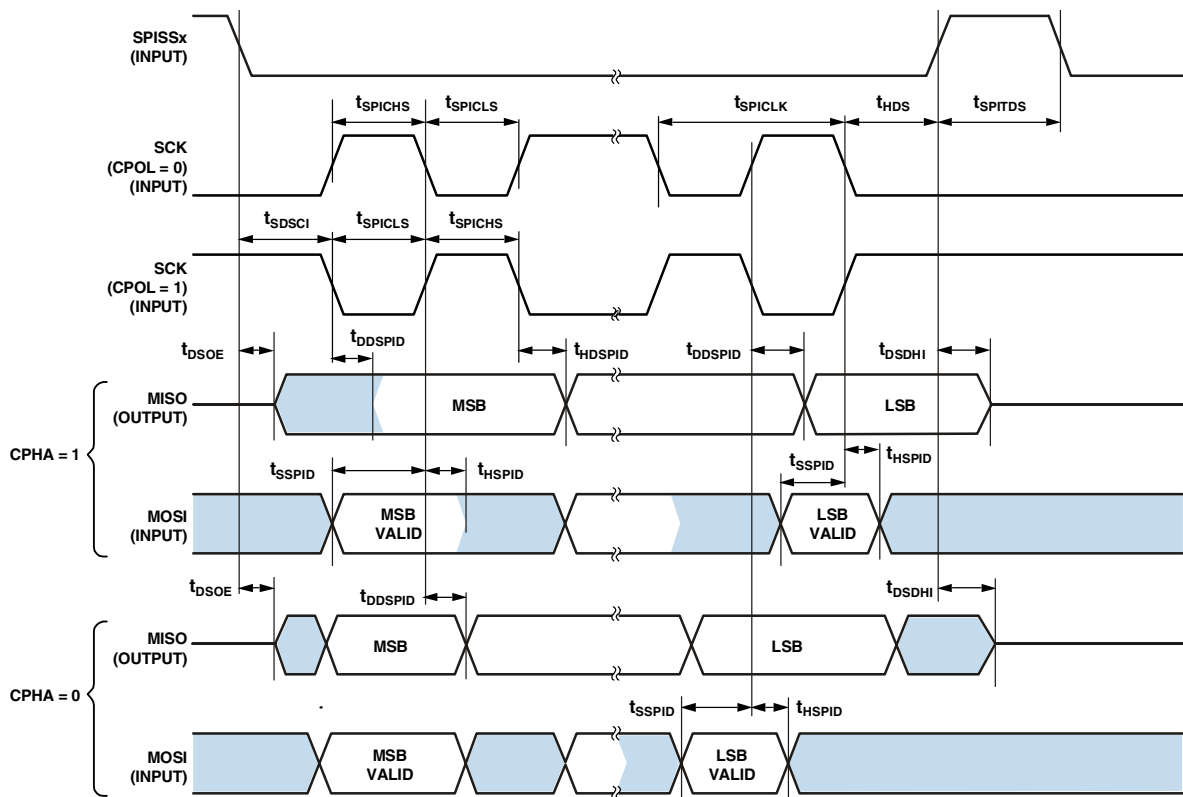 SPISSx
(INPUT)
tSPICHS tSPICLS tSPICLK tHDS tSPITDS
SCK
(CPOL = 0)
(INPUT)
tSDSCI tSPICLS tSPICHS
SCK
(CPOL = 1)
(INPUT)
tDSOE tDDSPID tHDSPID tDDSPID tDSDHI
MISO
(OUTPUT)
MSB LSB
CPHA = 1
tSSPID tHSPID tSSPID tHSPID
MOSI
(INPUT)
MSB
VALID
LSB
VALID
tDSOE tDDSPID tDSDHI
MISO
(OUTPUT)
MSB LSB
CPHA = 0
tSSPID tHSPID
MOSI
(INPUT)
MSB
VALID
LSB
VALID